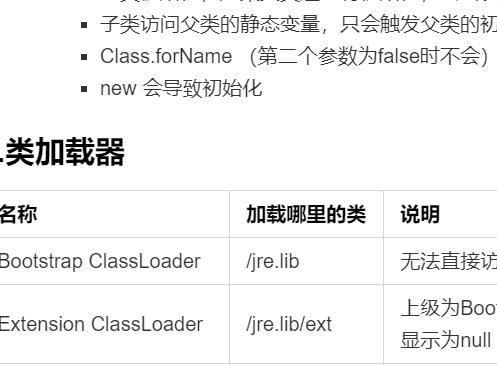 子类访问父类的静态变量，只会触发父类的初
Class.forName （第二个参数为false时不会）
new 会导致初始化
.类加载器
名称 加载哪里的类 说明
Bootstrap ClassLoader /jre.lib 无法直接访
Extension ClassLoader /jre.lib/ext 上级为Boot
显示为null